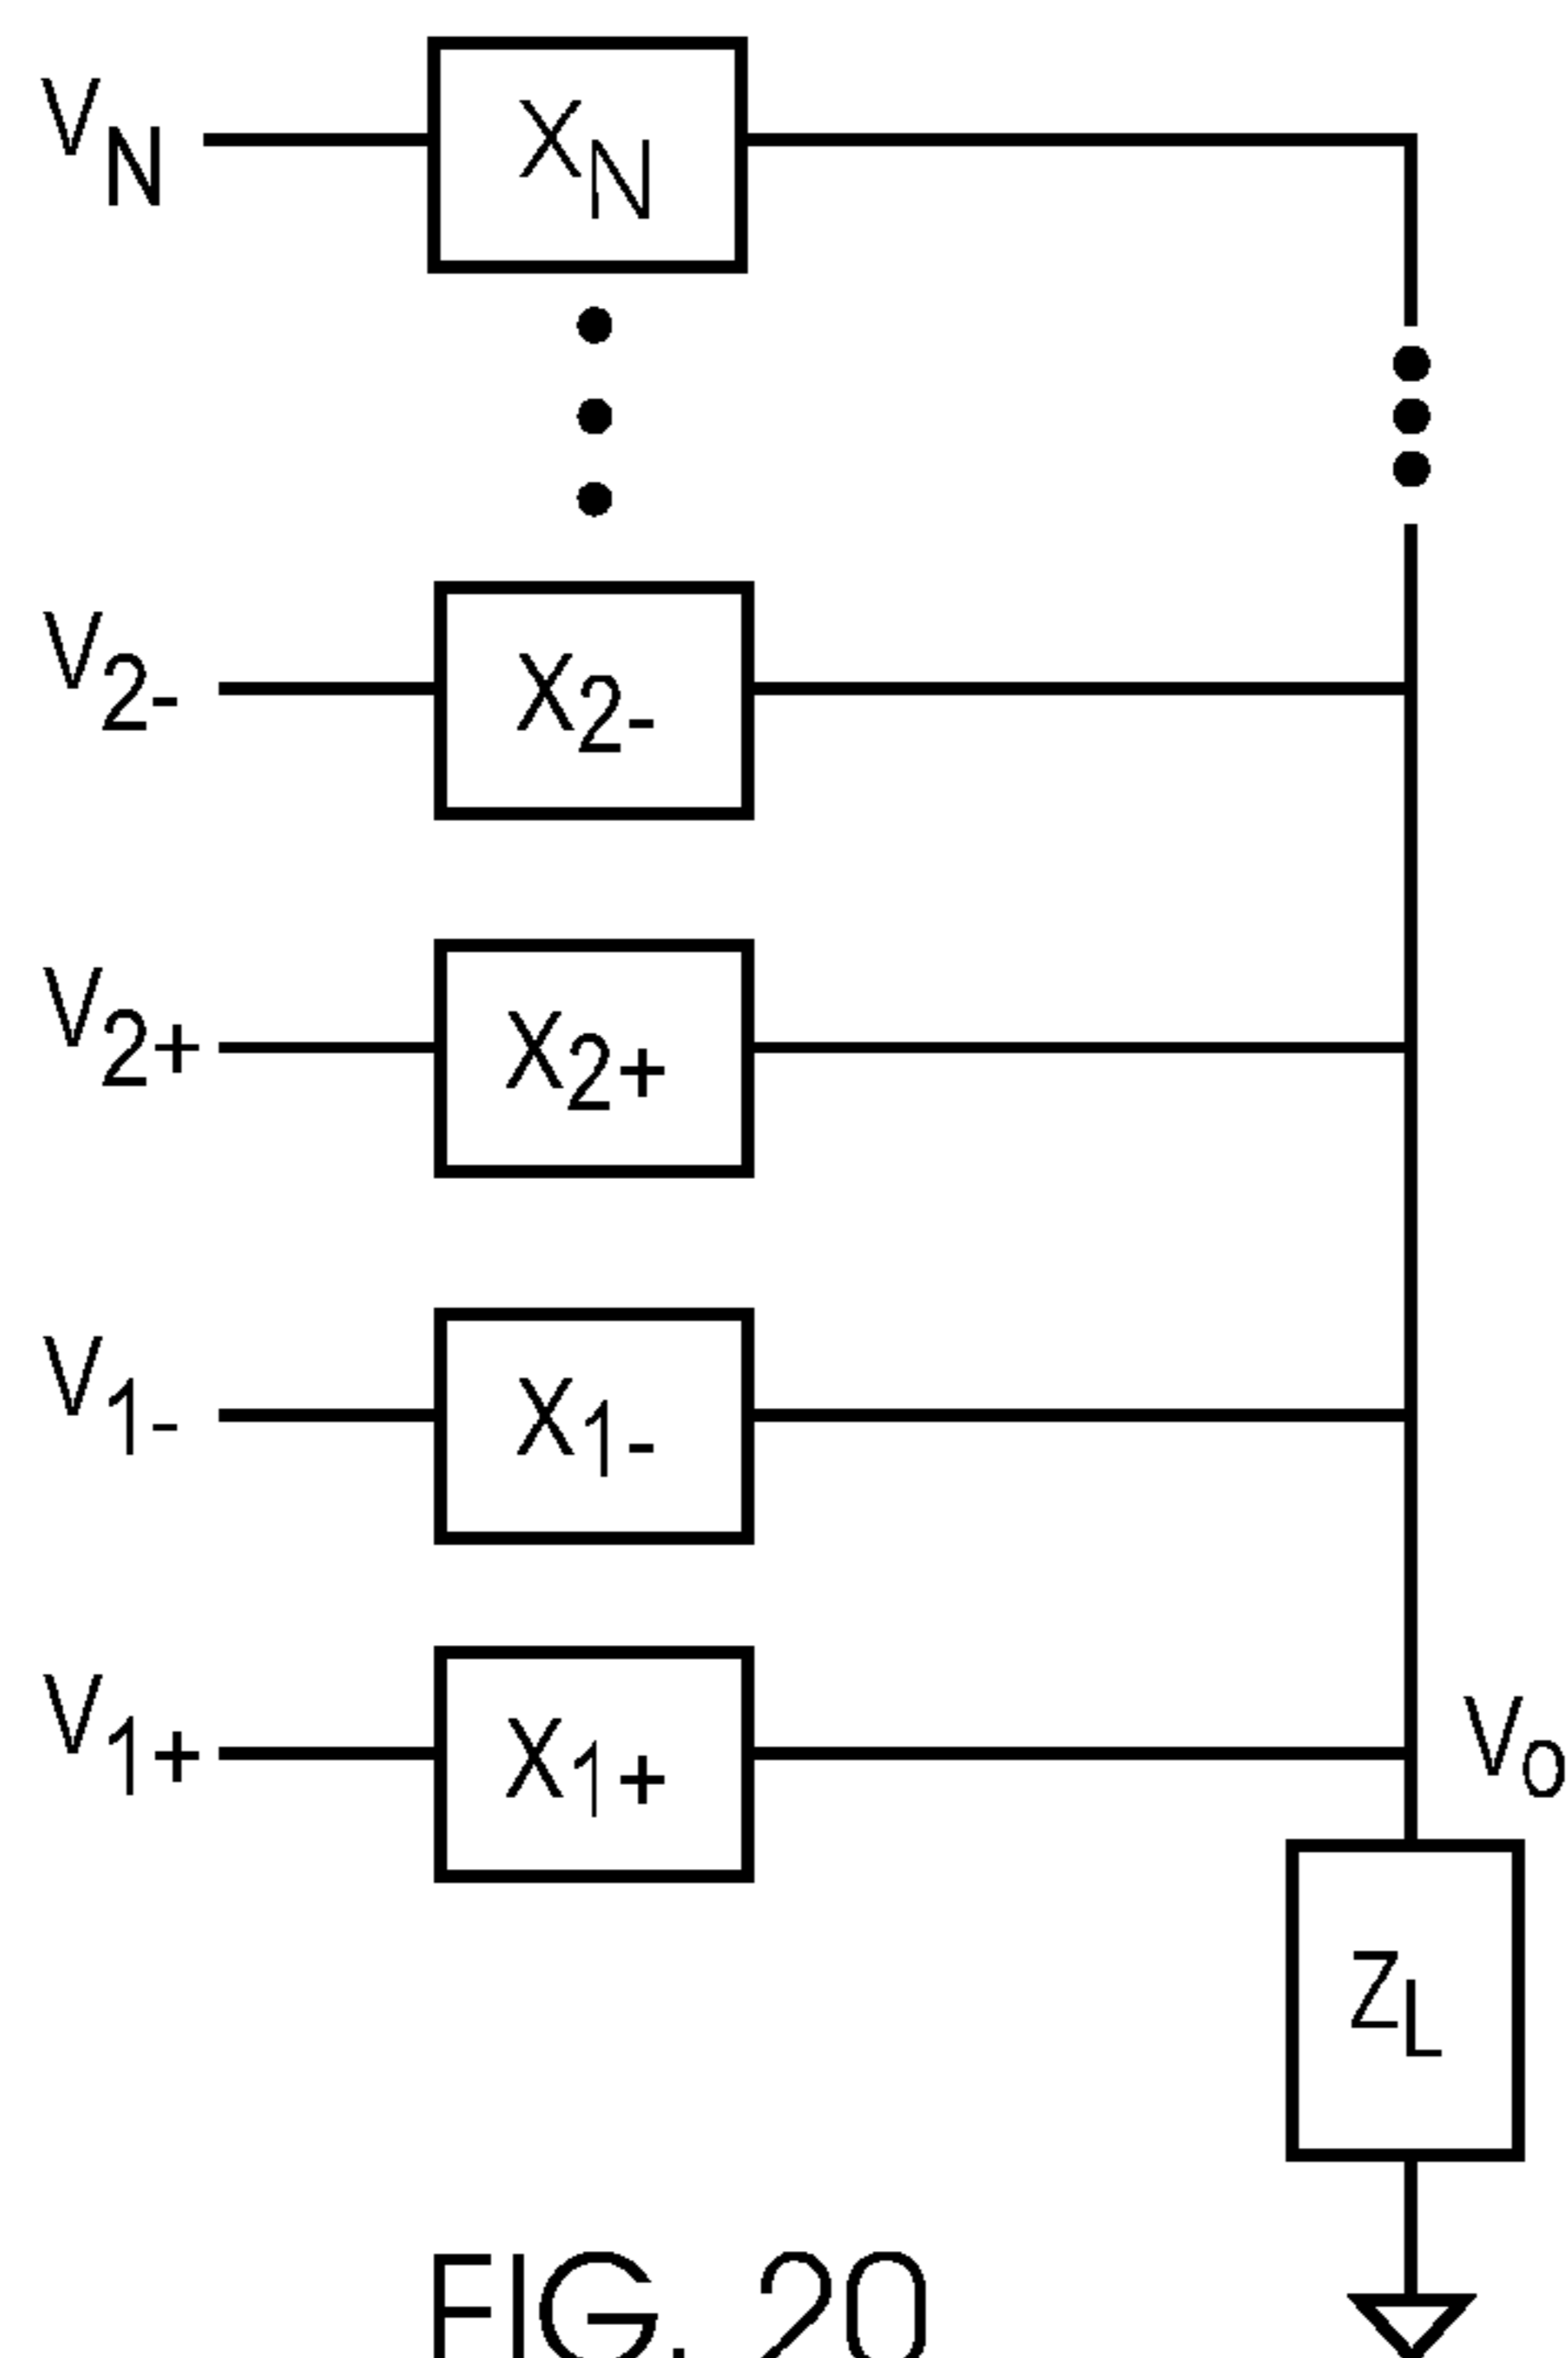 VN XN
V2- X2-
V2+ X2+
V1- X1-
V1+ X1+ VO
ZL
FIG. 20